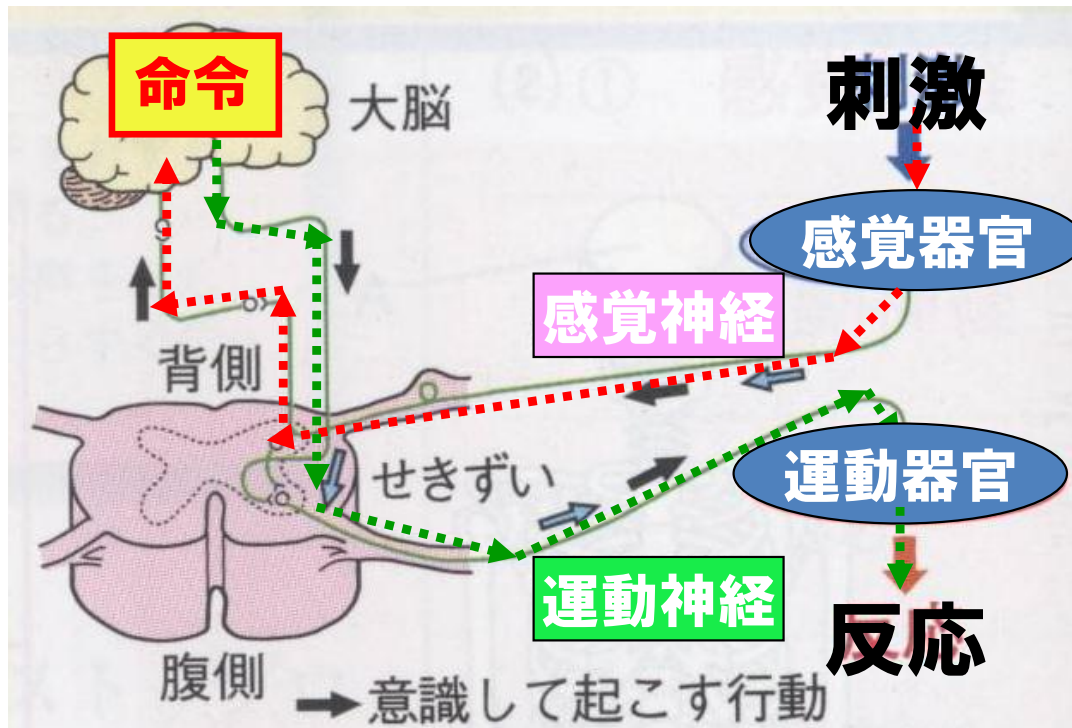 命令
大脳
刺激
感覚器官
感覚神経
背側
せきずい
運動器官
運動神経
反応
腹側
意識して起こす行動